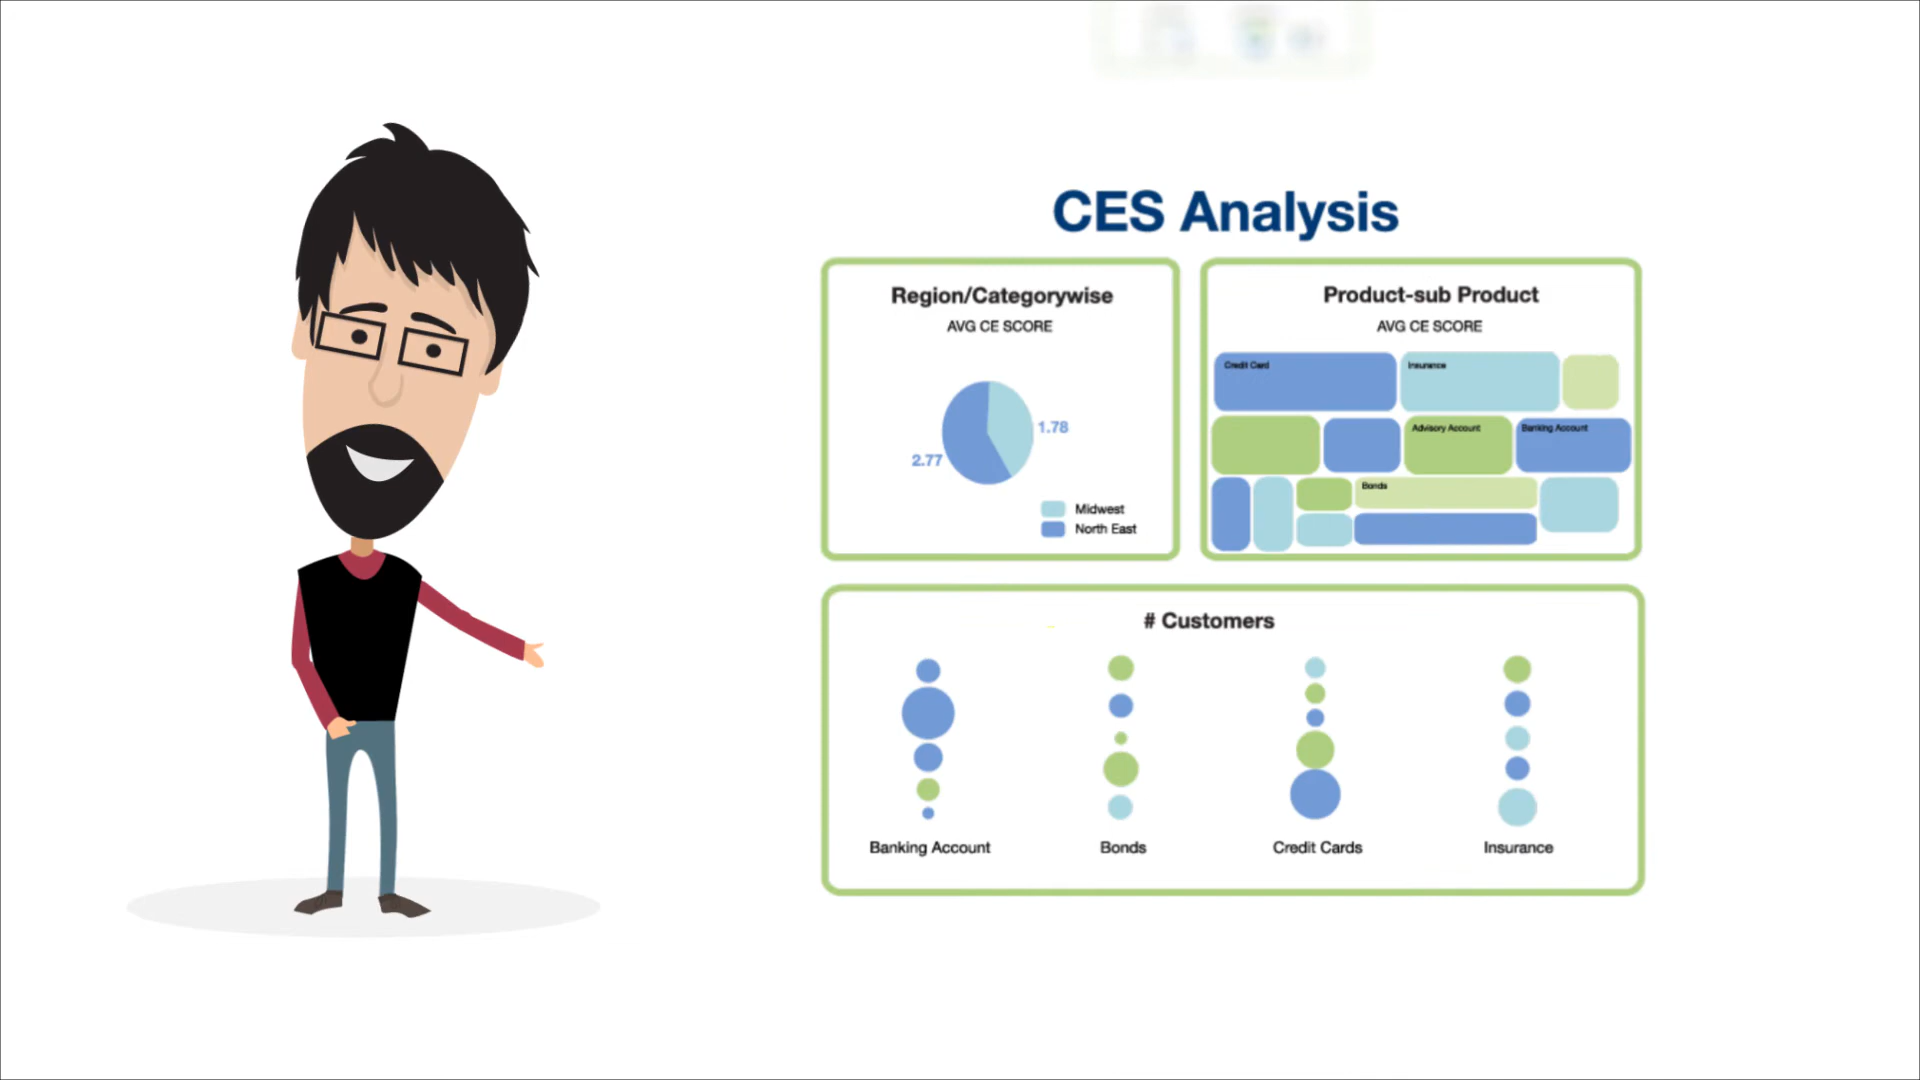 CES Analysis
Region/Categorywise
AVG CE SCORE
1.78
2.77
Midwest
North East
Product-sub Product
AVG CE SCORE
Credit Card
Insurance
Advisory Account
Banking Account
Bonds
# Customers
Banking Account
Bonds
Credit Cards
Insurance